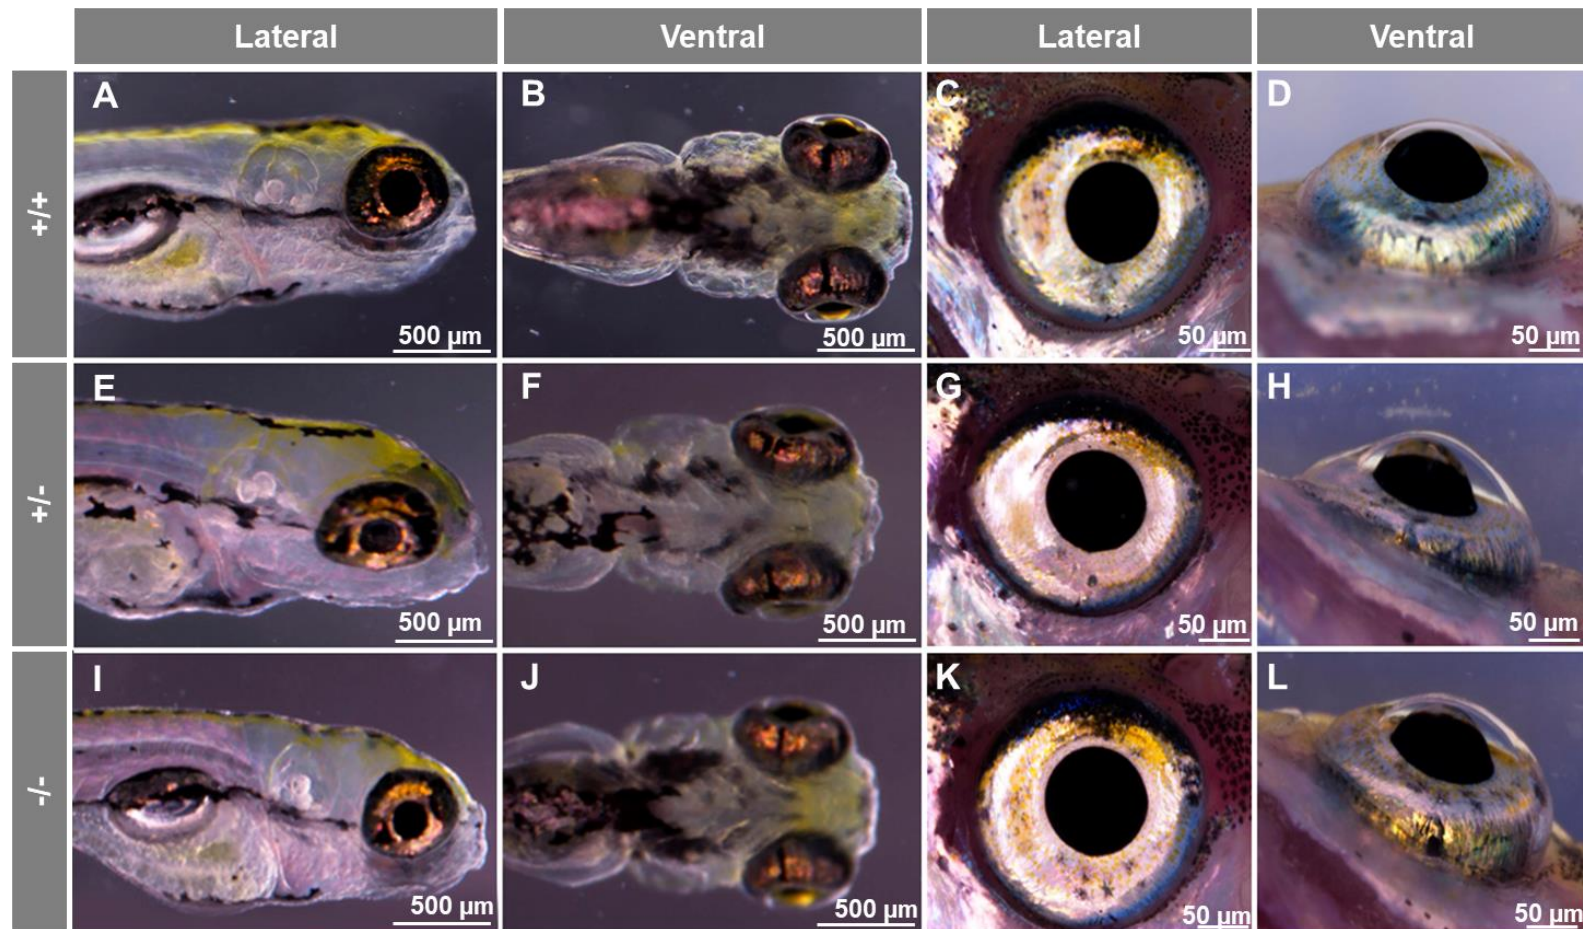 Lateral
Ventral
Lateral
Ventral
+/+
A
500 µm
B
500 µm
C
50 µm
D
50 µm
+/-
E
500 µm
F
500 µm
G
50 µm
H
50 µm
-/-
I
500 µm
J
500 µm
K
50 µm
L
50 µm